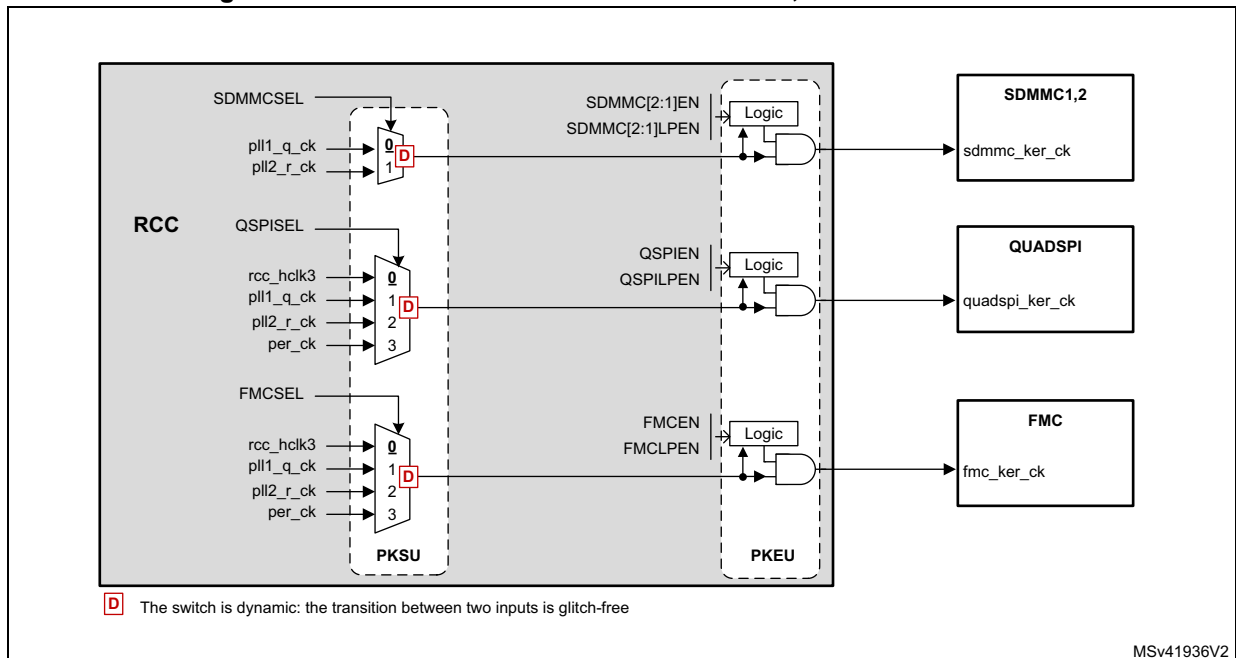 SDMMCSEL
pll1_q_ck
pll2_r_ck
0
1
D
SDMMC[2:1]EN
SDMMC[2:1]LPEN
Logic
SDMMC1,2
sdmmc_ker_ck
RCC
QSPISEL
rcc_hclk3
pll1_q_ck
pll2_r_ck
per_ck
0
1
2
3
D
QSPIEN
QSPILPEN
Logic
QUADSPI
quadspi_ker_ck
FMCSEL
rcc_hclk3
pll1_q_ck
pll2_r_ck
per_ck
0
1
2
3
D
FMCEN
FMCLPEN
Logic
FMC
fmc_ker_ck
PKSU
PKEU
D The switch is dynamic: the transition between two inputs is glitch-free
MSv41936V2